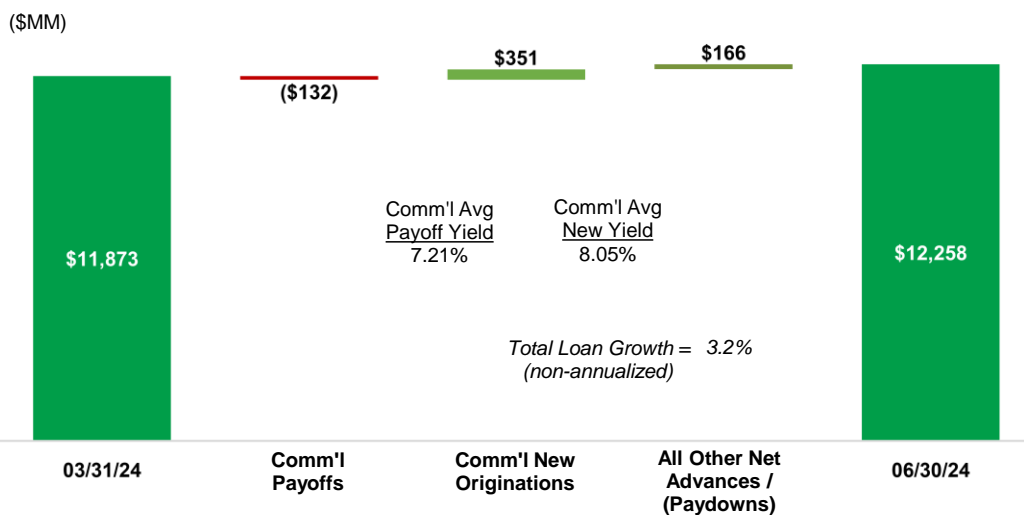 ($MM)
$351
$166
($132)
Comm'l Avg
Payoff Yield
7.21%
Comm'l Avg
New Yield
8.05%
$11,873
$12,258
Total Loan Growth = 3.2%
(non-annualized)
03/31/24
Comm'l
Payoffs
Comm'l New
Originations
All Other Net
Advances /
(Paydowns)
06/30/24